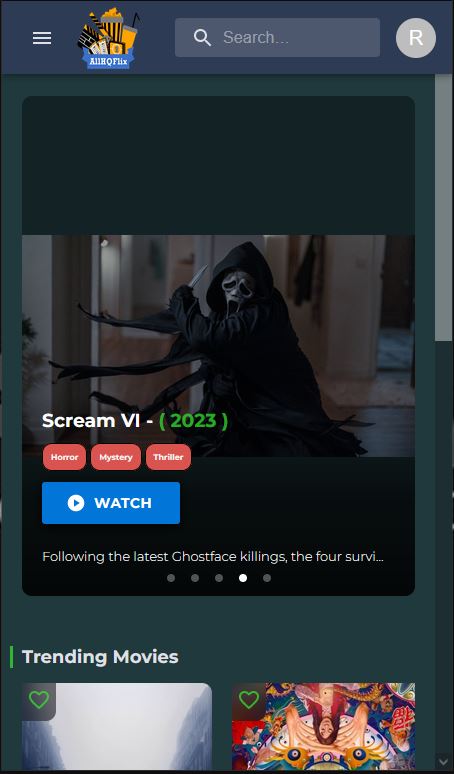 AllHQFlix
Search...
R
Scream VI - ( 2023 )
Horror Mystery Thriller
WATCH
Following the latest Ghostface killings, the four survi...
Trending Movies
福